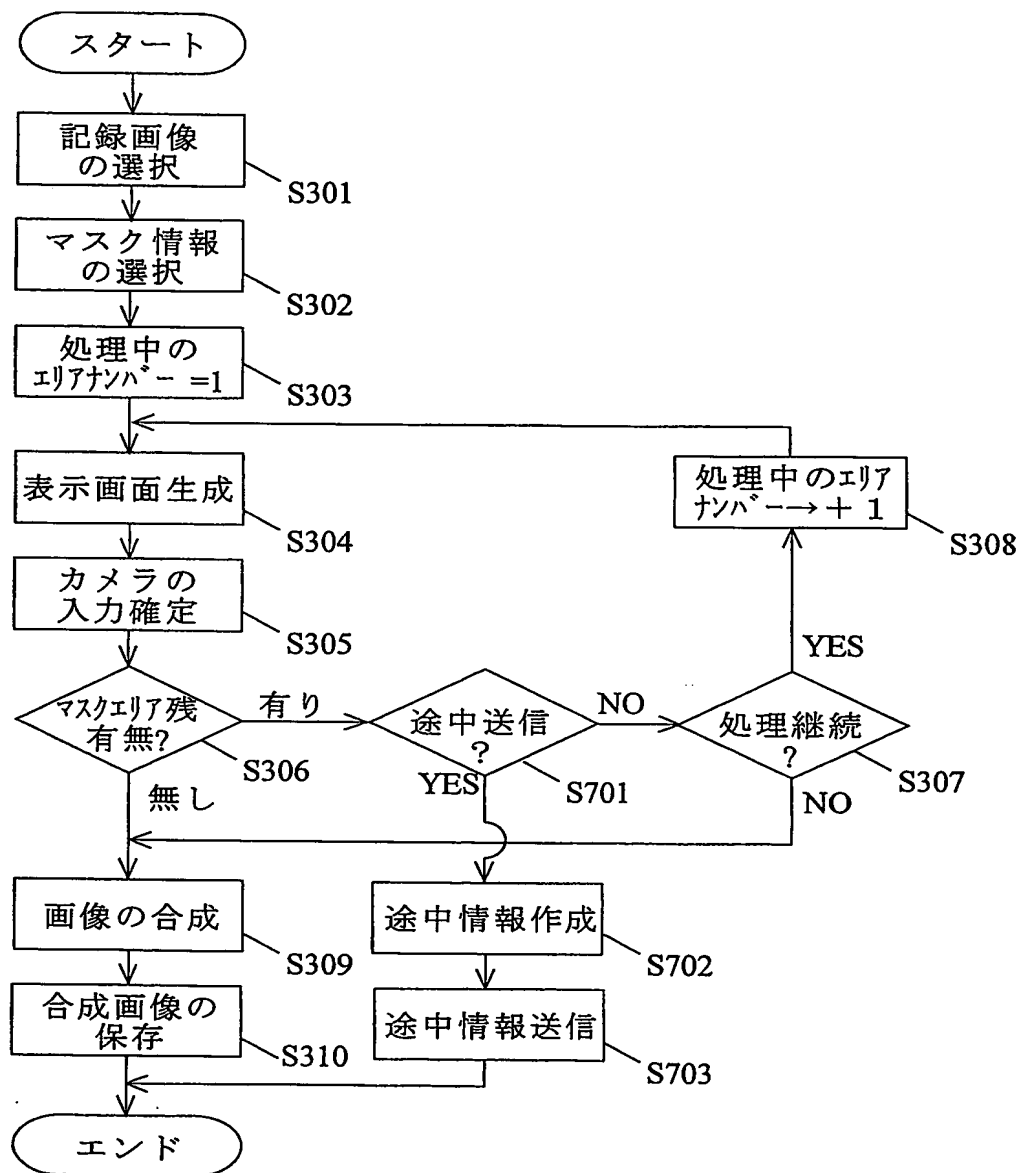 スタート
記録画像
の選択
S301
マスク情報
の選択
S302
処理中の
ｴﾘｱﾅﾝﾊﾞｰ =1
S303
表示画面生成
S304
カメラの
入力確定
S305
処理中のｴﾘｱ
ﾅﾝﾊﾞｰ→+1
S308
マスクエリア残
有無?
S306
有り
無し
途中送信
?
S701
NO
YES
処理継続
?
S307
YES
NO
画像の合成
S309
合成画像の
保存
S310
途中情報作成
S702
途中情報送信
S703
エンド